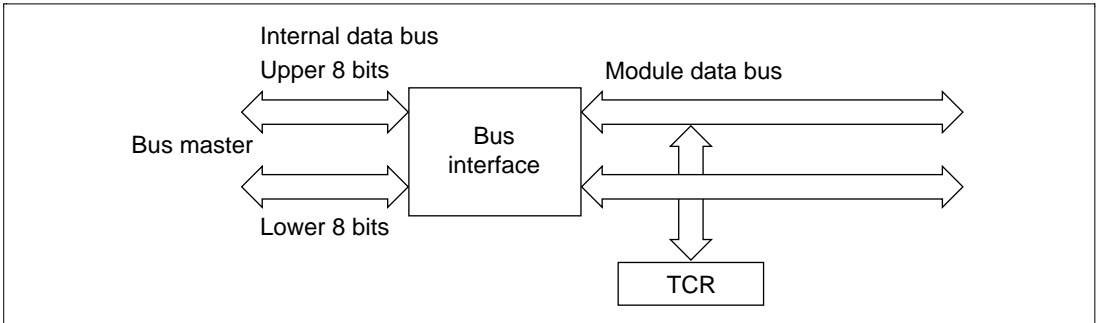 Internal data bus
Upper 8 bits
Module data bus
Bus master
Bus
interface
Lower 8 bits
TCR